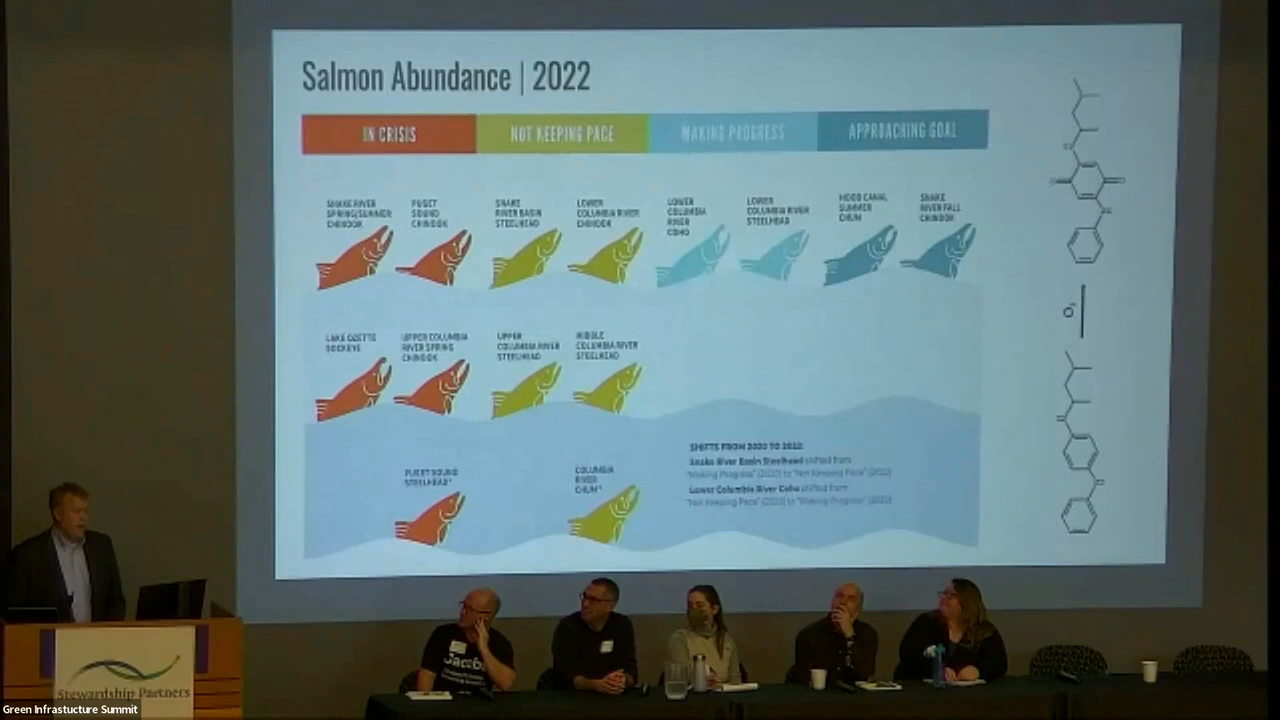 Salmon Abundance | 2022
IN CRISIS
NOT KEEPING PACE
MAKING PROGRESS
APPROACHING GOAL
SNAKE RIVER
SPRING/SUMMER
CHINOOK
PUGET
SOUND
CHINOOK
SNAKE
RIVER BASIN
STEELHEAD
LOWER
COLUMBIA RIVER
CHINOOK
LOWER
COLUMBIA
RIVER
COHO
LOWER
COLUMBIA RIVER
STEELHEAD
HOOD CANAL
SUMMER
CHUM
SNAKE
RIVER FALL
CHINOOK
LAKE OZETTE
SOCKEYE
UPPER COLUMBIA
RIVER SPRING
CHINOOK
UPPER
COLUMBIA RIVER
STEELHEAD
MIDDLE
COLUMBIA RIVER
STEELHEAD
PUGET SOUND
STEELHEAD*
COLUMBIA
RIVER
CHUM*
SHIFTS FROM 2020 TO 2022:
Snake River Basin Steelhead shifted from
"Making Progress" (2020) to "Not Keeping Pace" (2022)
Lower Columbia River Coho shifted from
"Not Keeping Pace" (2020) to "Making Progress" (2022)
Jacobs
Stewardship Partners
Green Infrastucture Summit